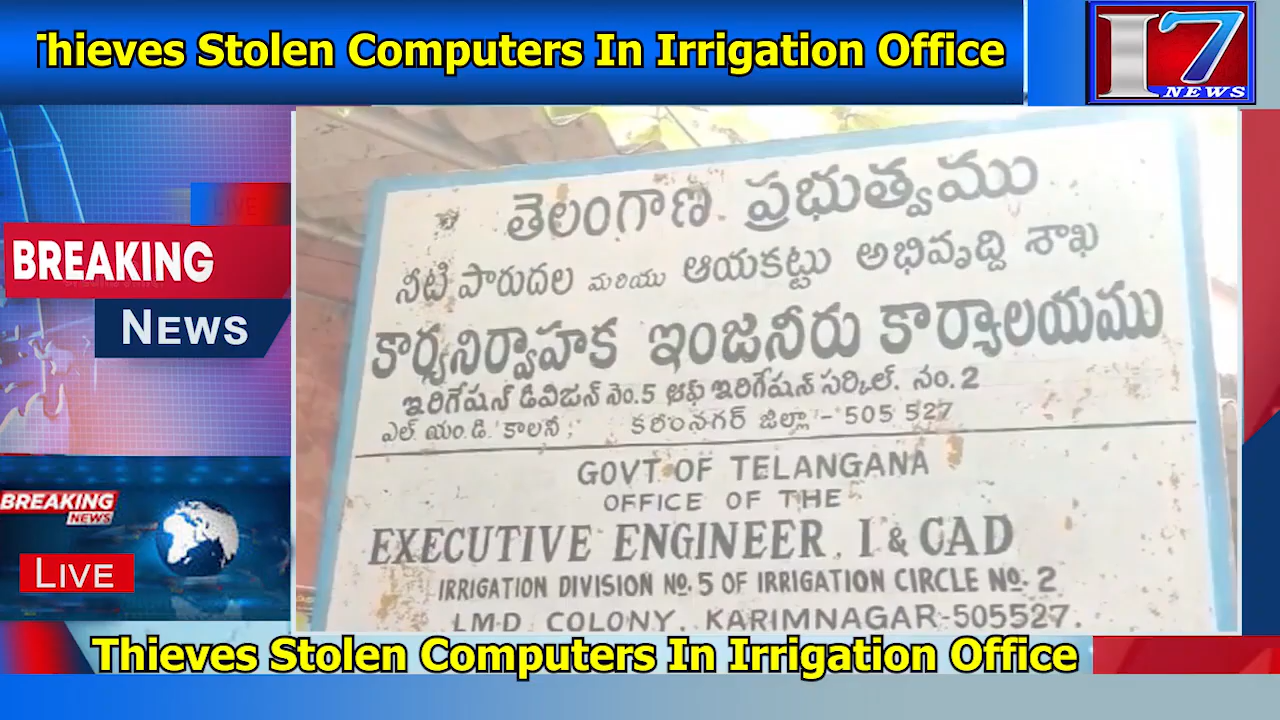 Thieves Stolen Computers In Irrigation Office
I7
NEWS
LIVE
BREAKING
NEWS
తెలంగాణ ప్రభుత్వము
నీటి పారుదల మరియు ఆయకట్టు అభివృద్ది శాఖ
కార్యనిర్వాహక ఇంజనీరు కార్యాలయము
ఇరిగేషన్ డివిజన్ నెం.5 ఆఫ్ ఇరిగేషన్ సర్కిల్. నం.2
ఎల్.యం.డి. కాలనీ, కరీంనగర్ జిల్లా - 505 527
GOVT OF TELANGANA
OFFICE OF THE
EXECUTIVE ENGINEER, I & CAD
IRRIGATION DIVISION No. 5 OF IRRIGATION CIRCLE No. 2
LMD COLONY, KARIMNAGAR-505527.
BREAKING
NEWS
LIVE
Thieves Stolen Computers In Irrigation Office